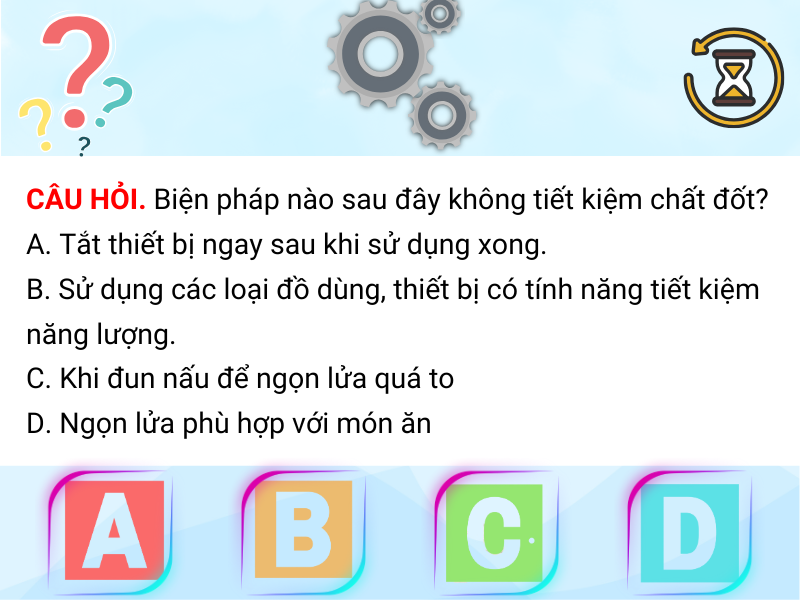 ?
?
?
?
CÂU HỎI. Biện pháp nào sau đây không tiết kiệm chất đốt?
A. Tắt thiết bị ngay sau khi sử dụng xong.
B. Sử dụng các loại đồ dùng, thiết bị có tính năng tiết kiệm
năng lượng.
C. Khi đun nấu để ngọn lửa quá to
D. Ngọn lửa phù hợp với món ăn
A B C. D